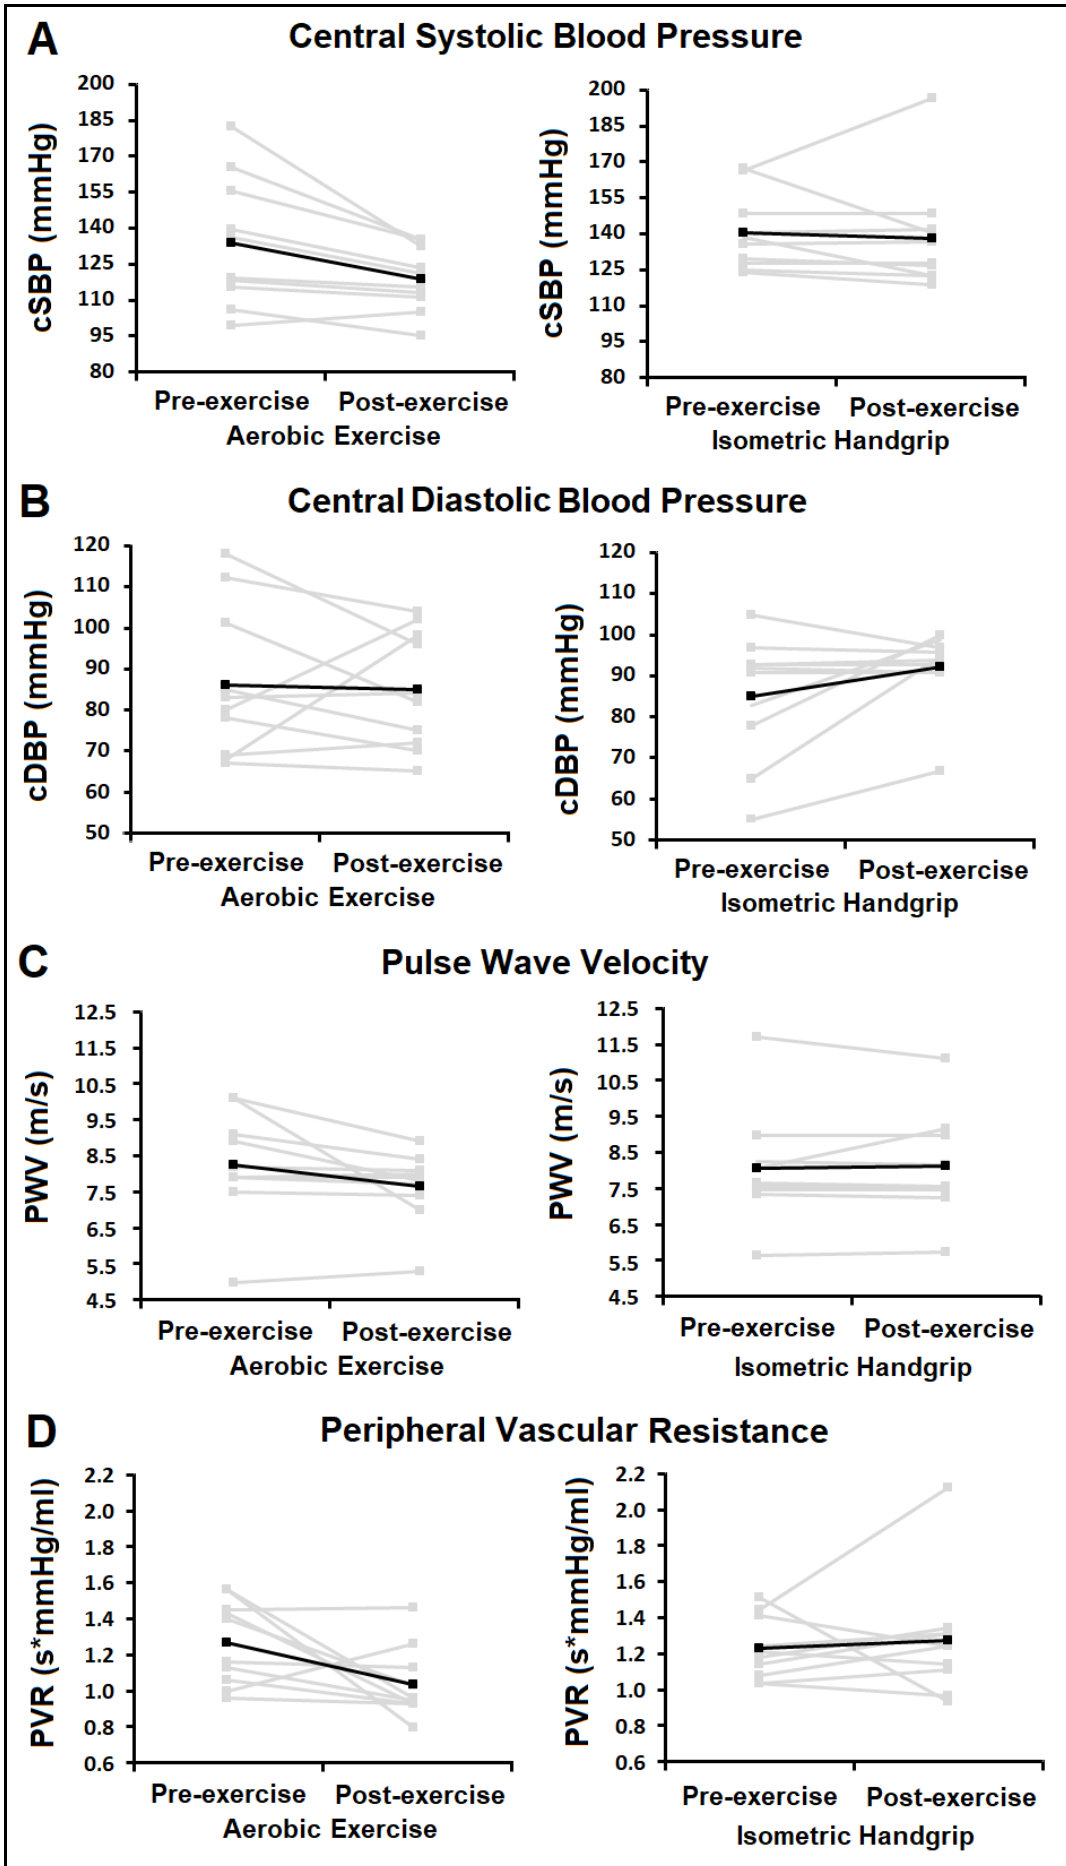 A Central Systolic Blood Pressure
cSBP (mmHg)
200
185
170
155
140
125
110
95
80
Pre-exercise Post-exercise
Aerobic Exercise
cSBP (mmHg)
200
185
170
155
140
125
110
95
80
Pre-exercise Post-exercise
Isometric Handgrip
B Central Diastolic Blood Pressure
cDBP (mmHg)
120
110
100
90
80
70
60
50
Pre-exercise Post-exercise
Aerobic Exercise
cDBP (mmHg)
120
110
100
90
80
70
60
50
Pre-exercise Post-exercise
Isometric Handgrip
C Pulse Wave Velocity
PWV (m/s)
12.5
11.5
10.5
9.5
8.5
7.5
6.5
5.5
4.5
Pre-exercise Post-exercise
Aerobic Exercise
PWV (m/s)
12.5
11.5
10.5
9.5
8.5
7.5
6.5
5.5
4.5
Pre-exercise Post-exercise
Isometric Handgrip
D Peripheral Vascular Resistance
PVR (s*mmHg/ml)
2.2
2.0
1.8
1.6
1.4
1.2
1.0
0.8
0.6
Pre-exercise Post-exercise
Aerobic Exercise
PVR (s*mmHg/ml)
2.2
2.0
1.8
1.6
1.4
1.2
1.0
0.8
0.6
Pre-exercise Post-exercise
Isometric Handgrip